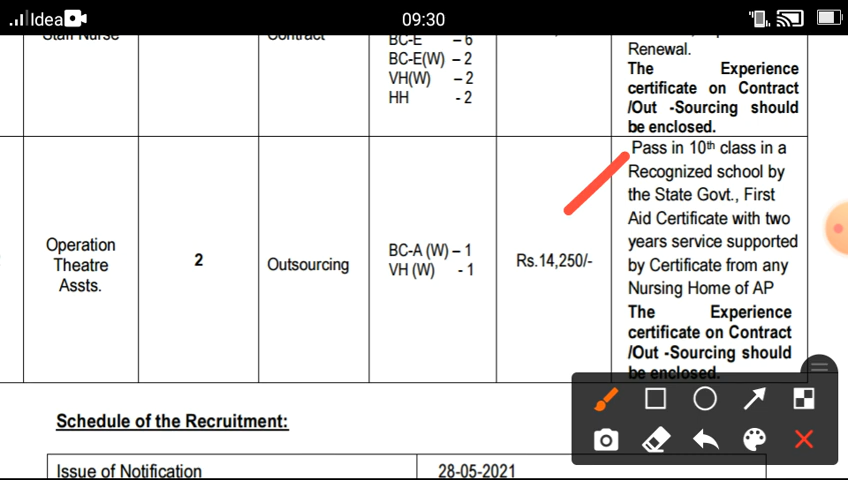 Idea
09:30
Staff Nurse
Contract
BC-E – 6
BC-E(W) – 2
VH(W) – 2
HH - 2
Renewal.
The Experience
certificate on Contract
/Out -Sourcing should
be enclosed.
Operation
Theatre
Assts.
2
Outsourcing
BC-A (W) – 1
VH (W) - 1
Rs.14,250/-
Pass in 10th class in a
Recognized school by
the State Govt., First
Aid Certificate with two
years service supported
by Certificate from any
Nursing Home of AP
The Experience
certificate on Contract
/Out -Sourcing should
be enclosed.
Schedule of the Recruitment:
Issue of Notification
28-05-2021